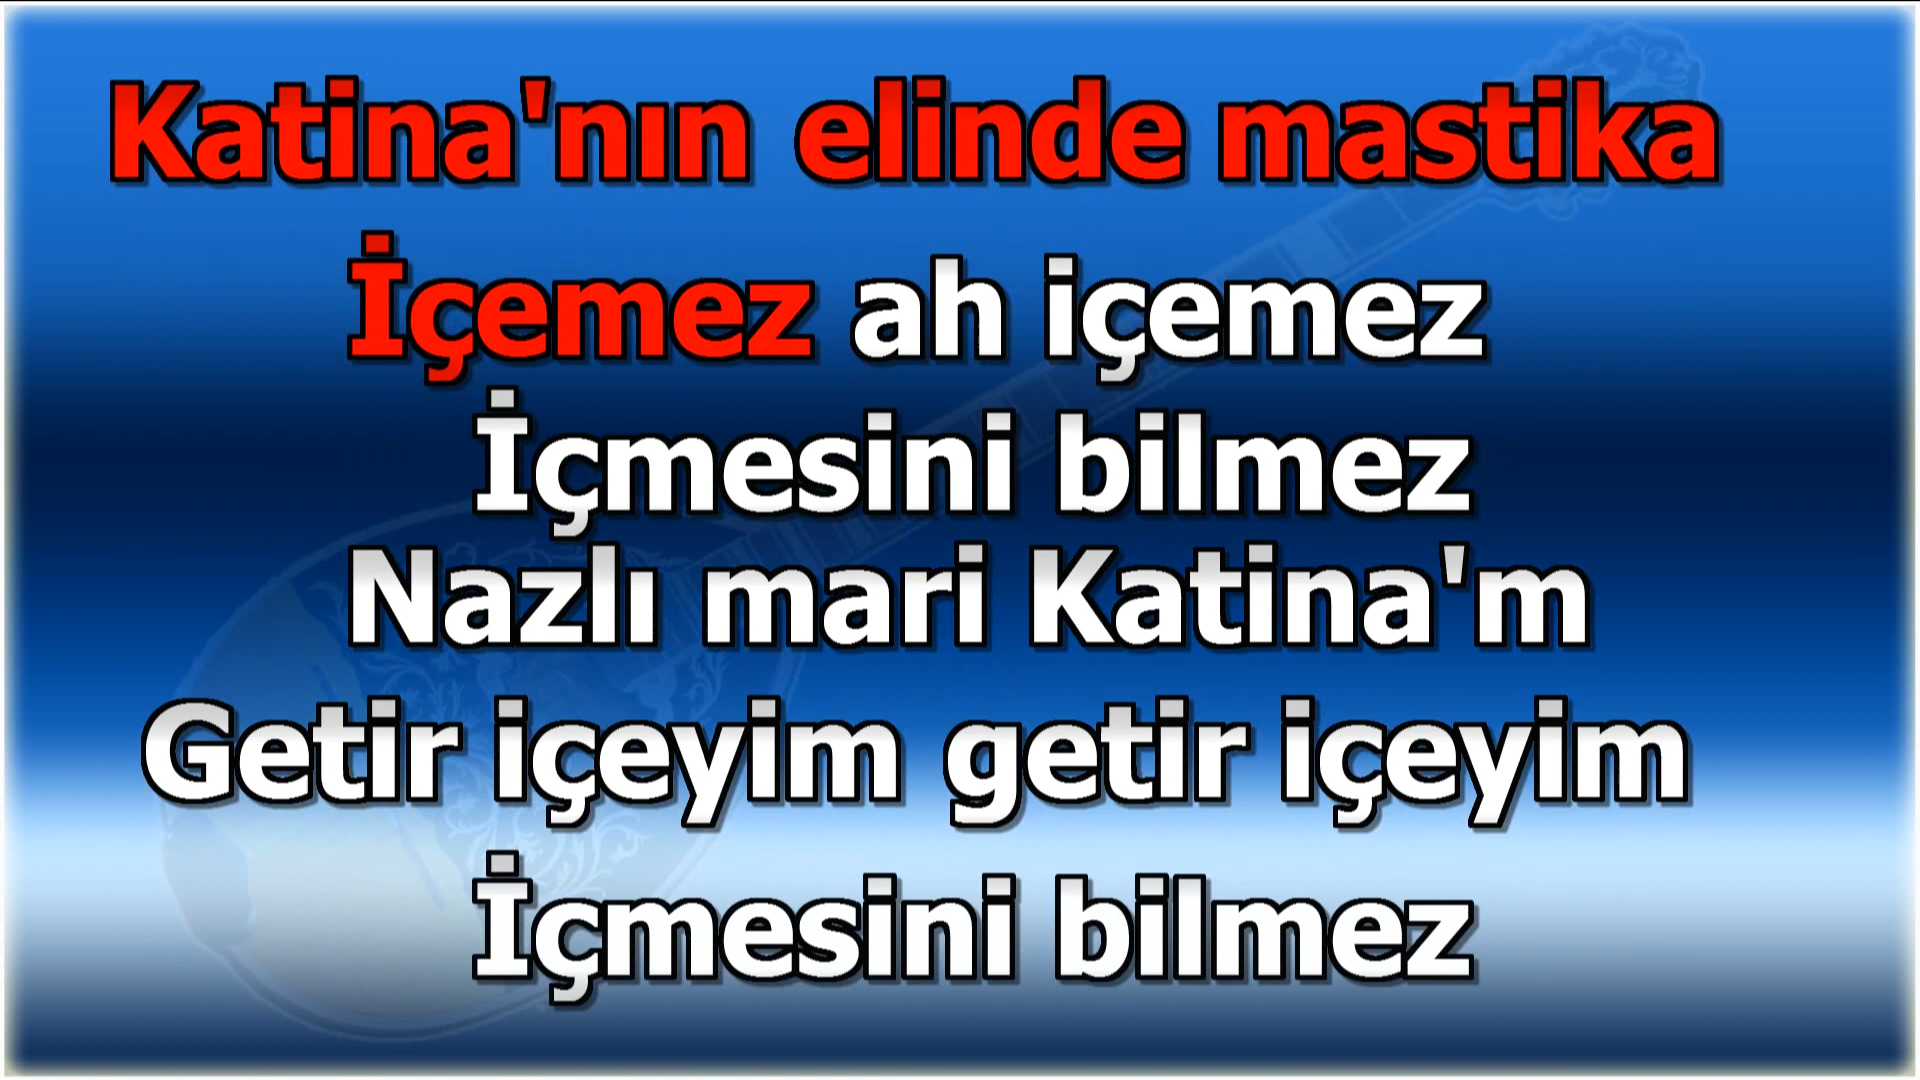 Katina'nın elinde mastika
İçemez ah içemez
İçmesini bilmez
Nazlı mari Katina'm
Getir içeyim getir içeyim
İçmesini bilmez